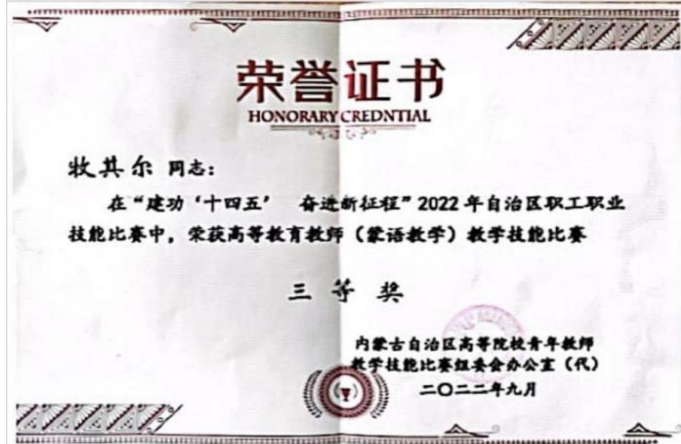 荣誉证书
HONORARY CREDNTIAL
牧其尔 同志：
在“建功‘十四五’ 奋进新征程”2022年自治区职工职业
技能比赛中，荣获高等教育教师（蒙语教学）教学技能比赛
三 等 奖
内蒙古自治区高等院校青年教师
教学技能比赛组委会办公室（代）
二〇二二年九月